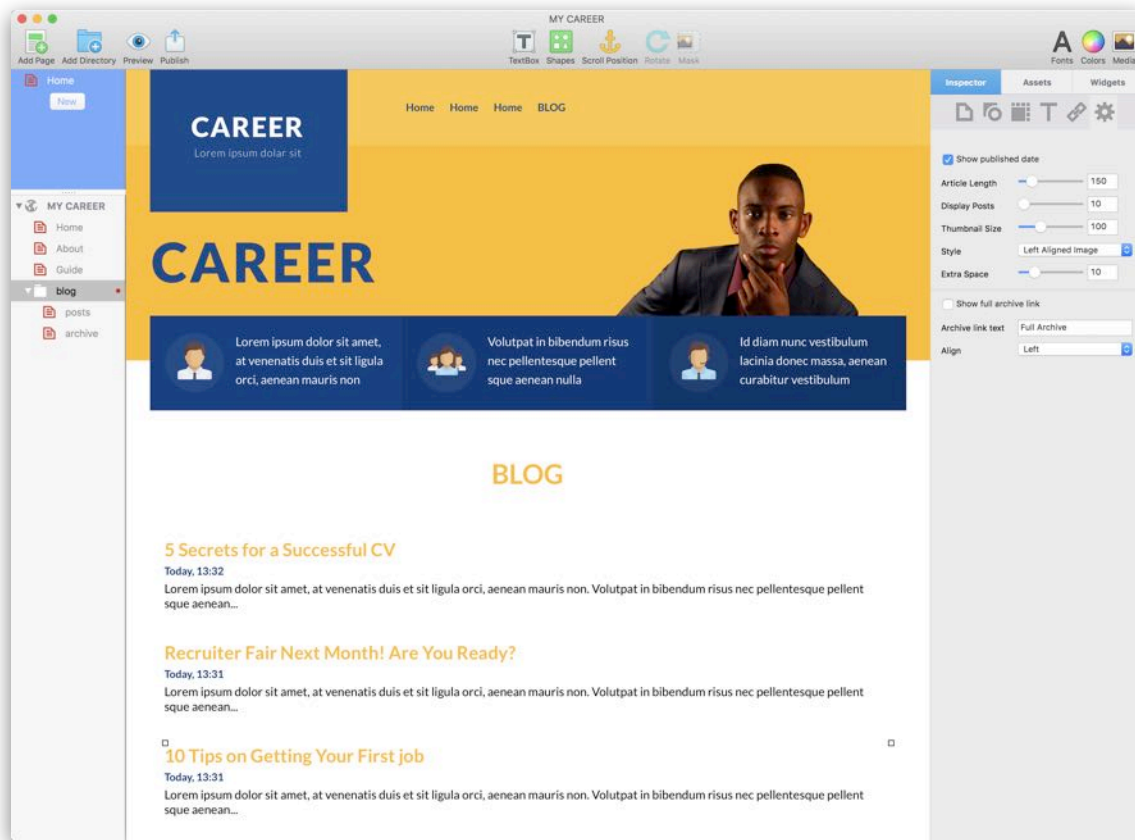 MY CAREER
Add Page Add Directory Preview Publish
TextBox Shapes Scroll Position Rotate Mask
Fonts Colors Media
Home
New
MY CAREER
Home
About
Guide
blog
posts
archive
CAREER
Lorem ipsum dolar sit
Home Home Home BLOG
CAREER
Lorem ipsum dolor sit amet,
at venenatis duis et sit ligula
orci, aenean mauris non
Volutpat in bibendum risus
nec pellentesque pellent
sque aenean nulla
Id diam nunc vestibulum
lacinia donec massa, aenean
curabitur vestibulum
BLOG
5 Secrets for a Successful CV
Today, 13:32
Lorem ipsum dolor sit amet, at venenatis duis et sit ligula orci, aenean mauris non. Volutpat in bibendum risus nec pellentesque pellent
sque aenean...
Recruiter Fair Next Month! Are You Ready?
Today, 13:31
Lorem ipsum dolor sit amet, at venenatis duis et sit ligula orci, aenean mauris non. Volutpat in bibendum risus nec pellentesque pellent
sque aenean...
10 Tips on Getting Your First job
Today, 13:31
Lorem ipsum dolor sit amet, at venenatis duis et sit ligula orci, aenean mauris non. Volutpat in bibendum risus nec pellentesque pellent
sque aenean...
Inspector Assets Widgets
Show published date
Article Length 150
Display Posts 10
Thumbnail Size 100
Style Left Aligned Image
Extra Space 10
Show full archive link
Archive link text Full Archive
Align Left